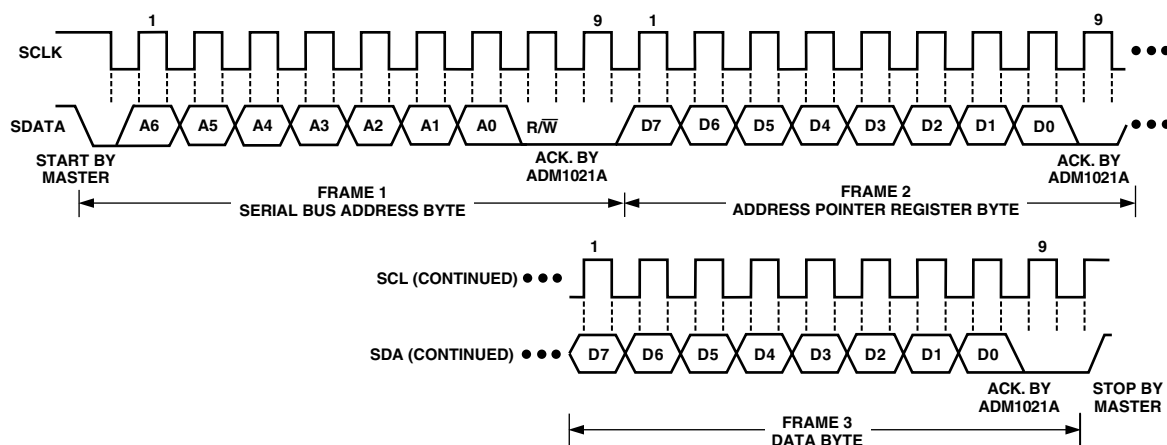 1 9 1 9
SCLK
SDATA A6 A5 A4 A3 A2 A1 A0 R/W̅ D7 D6 D5 D4 D3 D2 D1 D0
START BY
MASTER
ACK. BY
ADM1021A
ACK. BY
ADM1021A
FRAME 1
SERIAL BUS ADDRESS BYTE
FRAME 2
ADDRESS POINTER REGISTER BYTE
1 9
SCL (CONTINUED)
SDA (CONTINUED) D7 D6 D5 D4 D3 D2 D1 D0
ACK. BY
ADM1021A
STOP BY
MASTER
FRAME 3
DATA BYTE